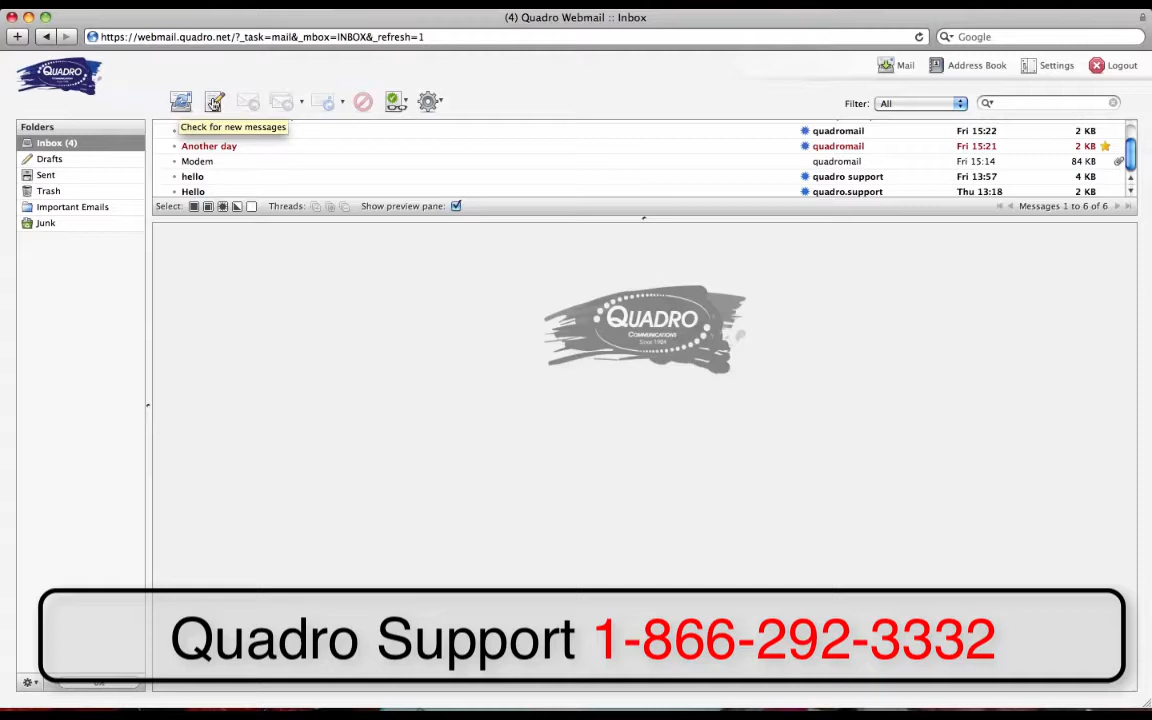 (4) Quadro Webmail :: Inbox
https://webmail.quadro.net/?_task=mail&_mbox=INBOX&_refresh=1
Google
QUADRO
Mail
Address Book
Settings
Logout
Filter: All
Check for new messages
Folders
Inbox (4)
Drafts
Sent
Trash
Important Emails
Junk
quadromail Fri 15:22 2 KB
Another day quadromail Fri 15:21 2 KB
Modem quadromail Fri 15:14 84 KB
hello quadro support Fri 13:57 4 KB
Hello quadro.support Thu 13:18 2 KB
Select: Threads: Show preview pane: Messages 1 to 6 of 6
QUADRO
COMMUNICATIONS
Since 1904
Quadro Support 1-866-292-3332